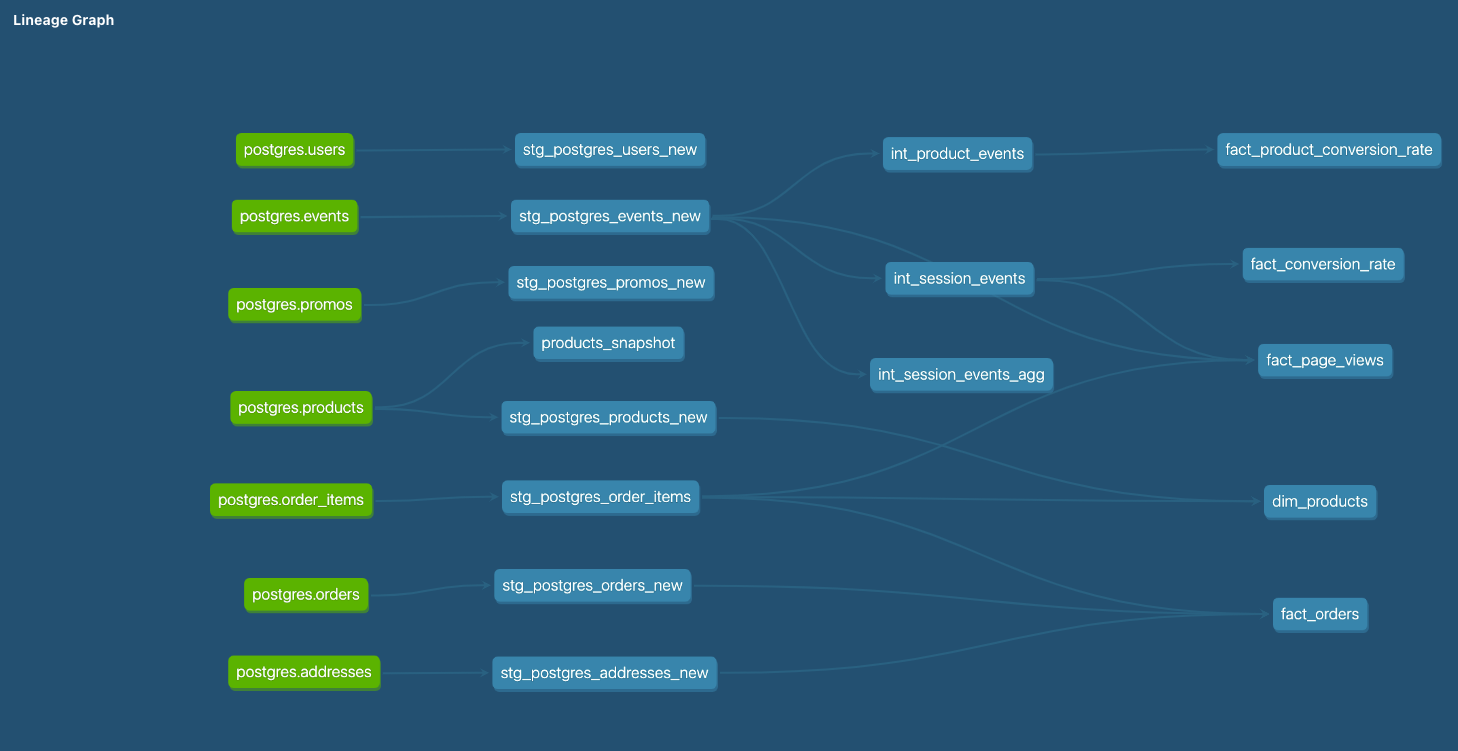 Lineage Graph
postgres.users
stg_postgres_users_new
int_product_events
fact_product_conversion_rate
postgres.events
stg_postgres_events_new
int_session_events
fact_conversion_rate
postgres.promos
stg_postgres_promos_new
products_snapshot
int_session_events_agg
fact_page_views
postgres.products
stg_postgres_products_new
postgres.order_items
stg_postgres_order_items
dim_products
postgres.orders
stg_postgres_orders_new
fact_orders
postgres.addresses
stg_postgres_addresses_new